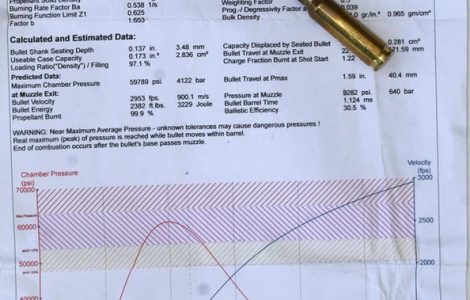 Propellant Solid Density
Burning Rate Factor Ba 0.538 1/s
Burning Function Limit Z1 0.625
Factor b 1.653
Weighting Factor 0.5
Prog.-/Degressivity Factor a
Bulk Density gr./in.³ 0.965 gm/cm³
Calculated and Estimated Data:
Bullet Shank Seating Depth 0.137 in. 3.48 mm
Useable Case Capacity 0.173 in.³ 2.836 cm³
Loading Ratio("Density") / Filling 97.1 %
Capacity Displaced by Seated Bullet 0.281 cm³
Bullet Travel at Muzzle Exit 571.59 mm
Charge Fraction Burnt at Shot Start 1.22
Predicted Data:
Maximum Chamber Pressure 59789 psi 4122 bar
Bullet Travel at Pmax 1.59 in. 40.4 mm
at Muzzle Exit:
Bullet Velocity 2953 fps 900.1 m/s
Bullet Energy 2382 ft.lbs. 3229 Joule
Propellant Burnt 99.9 %
Pressure at Muzzle 9282 psi 640 bar
Bullet Barrel Time 1.124 ms
Ballistic Efficiency 30.5 %
WARNING: Near Maximum Average Pressure - unknown tolerances may cause dangerous pressures !
Real maximum (peak) of pressure is reached while bullet moves within barrel.
End of combustion occurs after the bullet's base passes muzzle.
Chamber Pressure
(psi)
Velocity
(fps)
70000
60000
50000
40000
3000
2500
2000